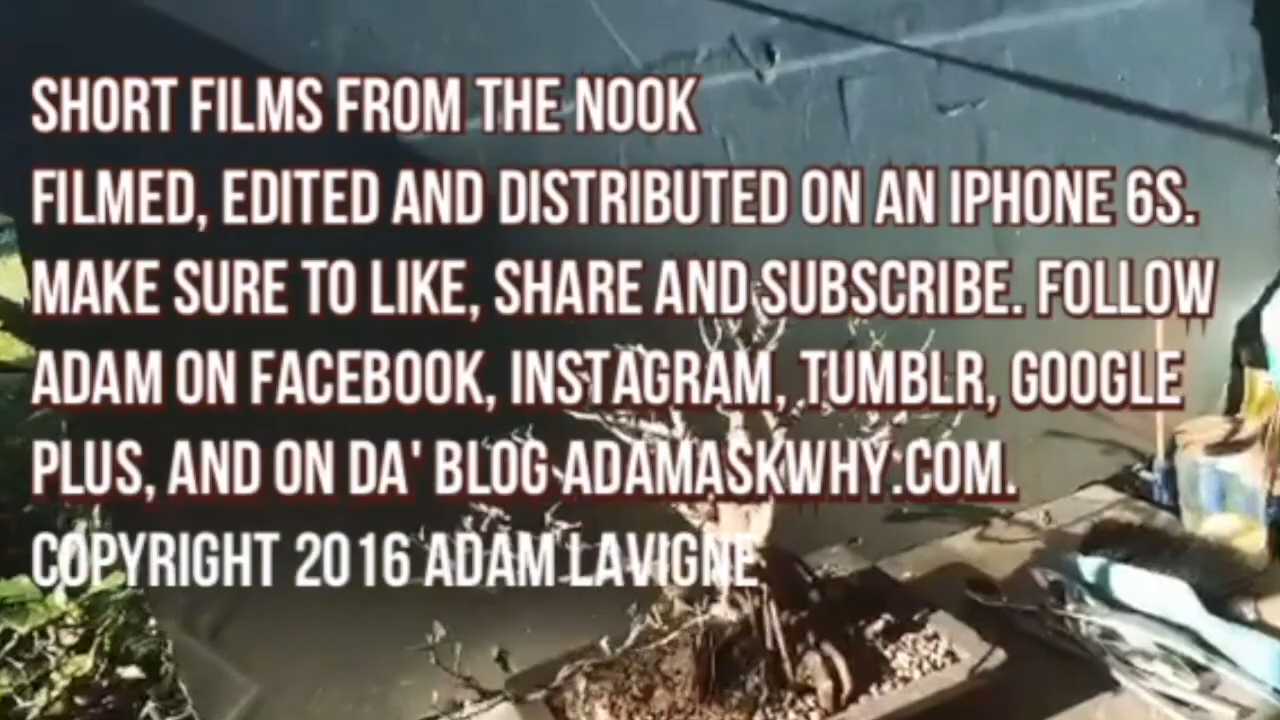 SHORT FILMS FROM THE NOOK
FILMED, EDITED AND DISTRIBUTED ON AN IPHONE 6S.
MAKE SURE TO LIKE, SHARE AND SUBSCRIBE. FOLLOW
ADAM ON FACEBOOK, INSTAGRAM, TUMBLR, GOOGLE
PLUS, AND ON DA' BLOG ADAMASKWHY.COM.
COPYRIGHT 2016 ADAM LAVIGNE